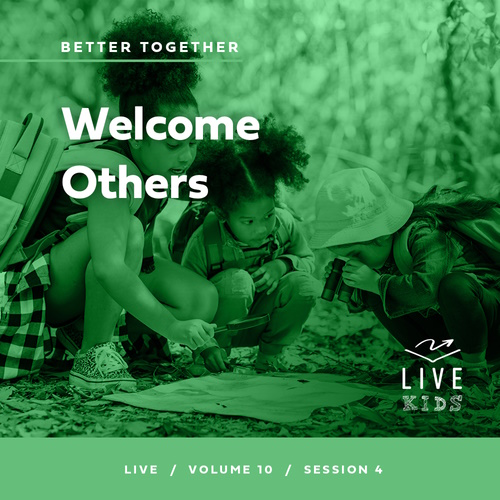 BETTER TOGETHER
Welcome
Others
LIVE
KIDS
LIVE / VOLUME 10 / SESSION 4